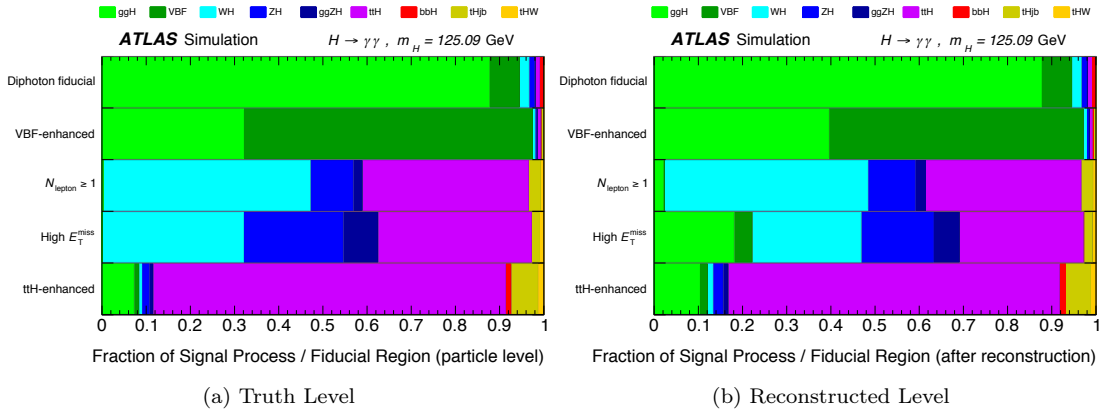 ggH VBF WH ZH ggZH ttH bbH tHjb tHW
ATLAS Simulation H → γγ , m_H = 125.09 GeV
Diphoton fiducial
VBF-enhanced
N_lepton ≥ 1
High E_T^miss
ttH-enhanced
0 0.1 0.2 0.3 0.4 0.5 0.6 0.7 0.8 0.9 1
Fraction of Signal Process / Fiducial Region (particle level)
(a) Truth Level
ggH VBF WH ZH ggZH ttH bbH tHjb tHW
ATLAS Simulation H → γγ , m_H = 125.09 GeV
Diphoton fiducial
VBF-enhanced
N_lepton ≥ 1
High E_T^miss
ttH-enhanced
0 0.1 0.2 0.3 0.4 0.5 0.6 0.7 0.8 0.9 1
Fraction of Signal Process / Fiducial Region (after reconstruction)
(b) Reconstructed Level